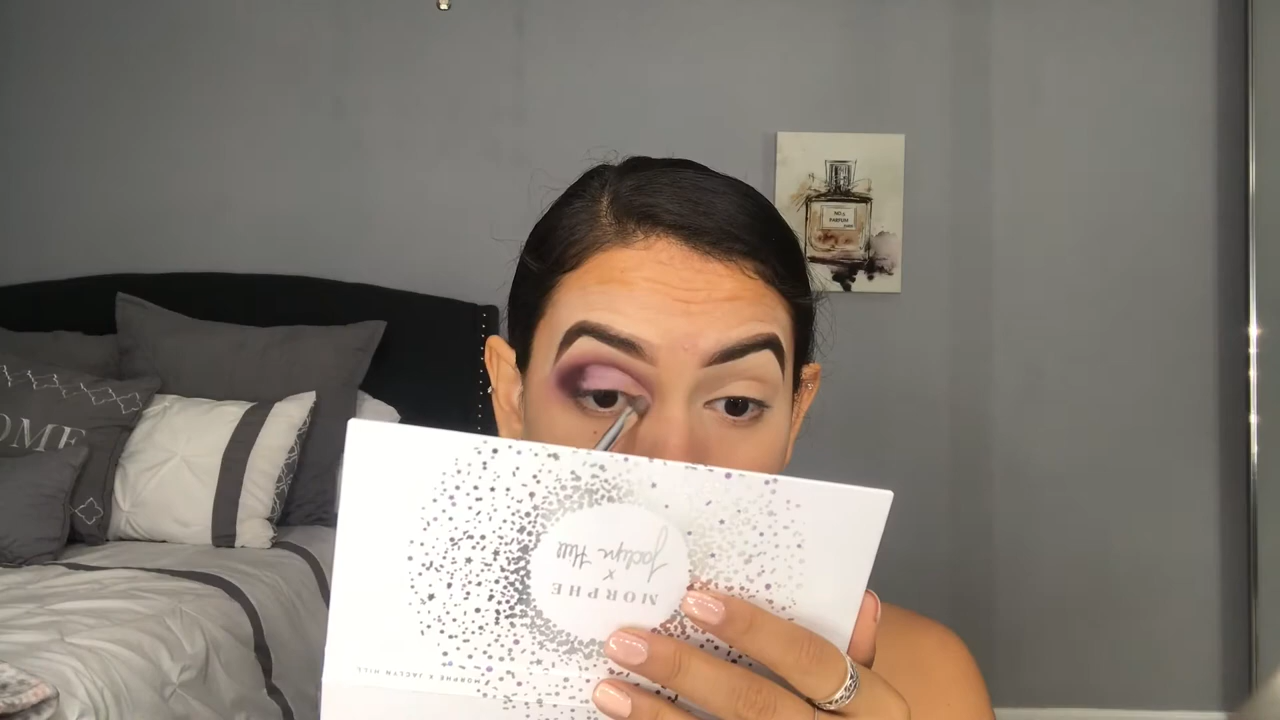 NO.5
PARFUM
OME
MORPHE
X
Jaclyn Hill
MORPHE X JACLYN HILL